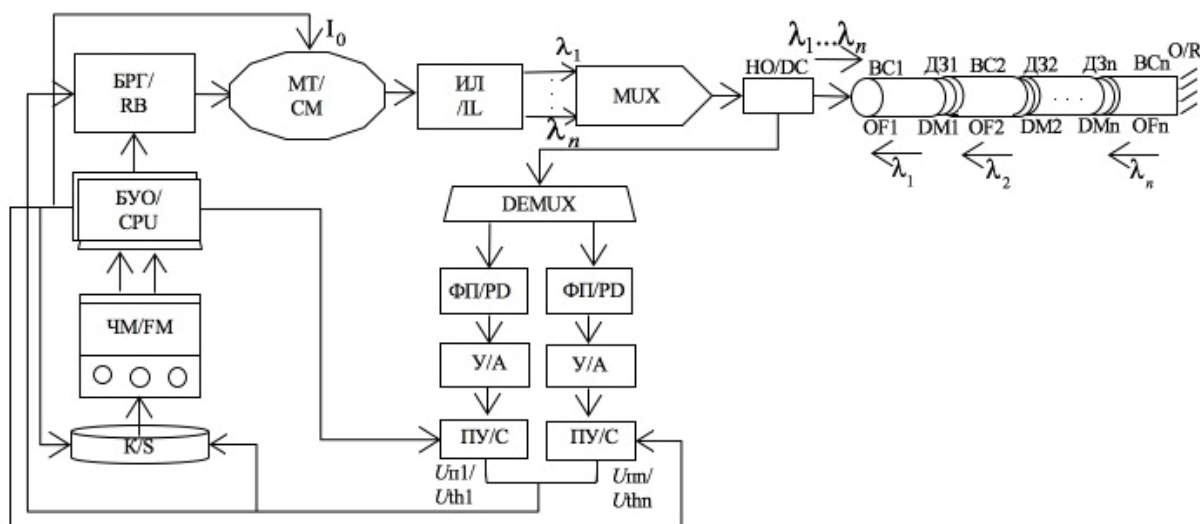 I₀
λ₁...λₙ
O/R
БРГ/
RB
МТ/
СМ
ИЛ
/IL
λ₁
λₙ
MUX
НО/DC
ВС1
ДЗ1
ВС2
ДЗ2
ДЗn
ВСn
OF1
DM1
OF2
DM2
DMn
OFn
λ₁
λ₂
λₙ
БУО/
CPU
DEMUX
ЧМ/FM
ФП/PD
ФП/PD
У/А
У/А
K/S
ПУ/С
ПУ/С
Uп1/
Uth1
Uпn/
Uthn